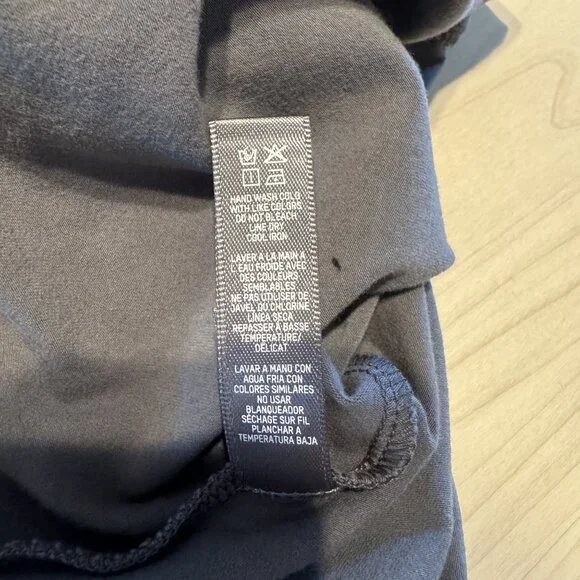 HAND WASH COLD
WITH LIKE COLORS
DO NOT BLEACH
LINE DRY
COOL IRON
LAVER A LA MAIN A
L EAU FROIDE AVEC
DES COULEURS
SEMBLABLES
NE PAS UTILISER DE
JAVEL OU CHLORINE
LINEA SECA
REPASSER À BASSE
TEMPERATURE/
DÉLICAT
LAVAR A MANO CON
AGUA FRIA CON
COLORES SIMILARES
NO USAR
BLANQUEADOR
SÉCHAGE SUR FIL
PLANCHAR A
TEMPERATURA BAJA